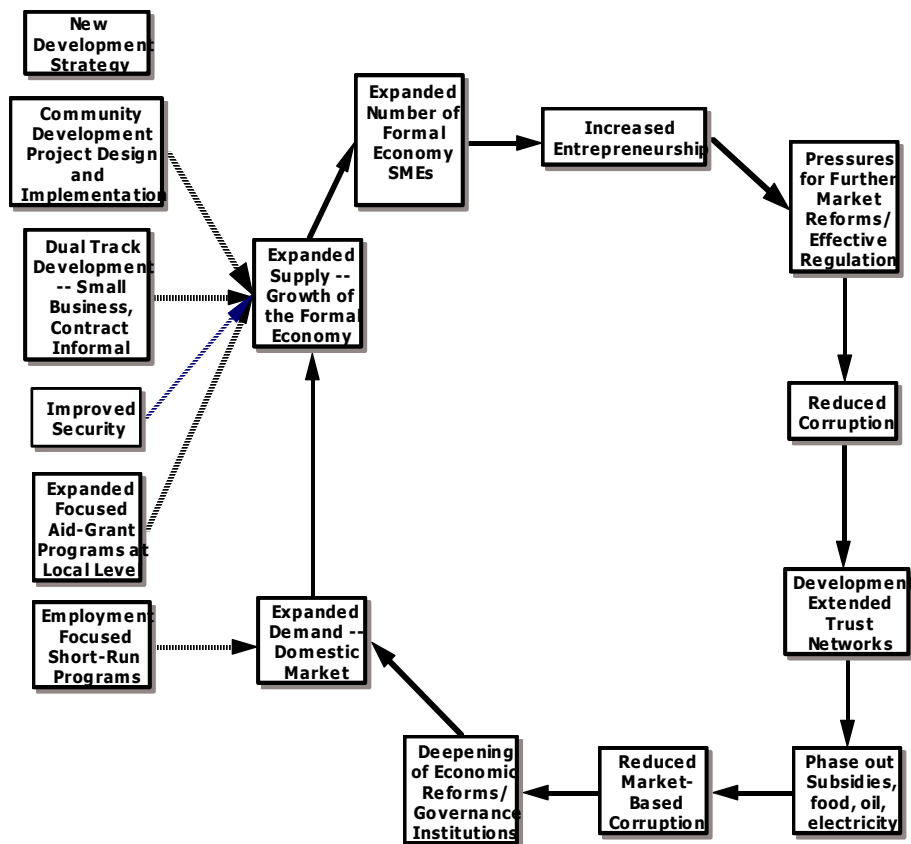 New
Development
Strategy
Community
Development
Project Design
and
Implementation
Dual Track
Development
-- Small
Business,
Contract
Informal
Improved
Security
Expanded
Focused
Aid-Grant
Programs at
Local Leve
Employment
Focused
Short-Run
Programs
Expanded
Supply --
Growth of
the Formal
Economy
Expanded
Demand --
Domestic
Market
Expanded
Number of
Formal
Economy
SMEs
Increased
Entrepreneurship
Pressures
for Further
Market
Reforms/
Effective
Regulation
Reduced
Corruption
Development
Extended
Trust
Networks
Phase out
Subsidies,
food, oil,
electricity
Reduced
Market-
Based
Corruption
Deepening
of Economic
Reforms/
Governance
Institutions